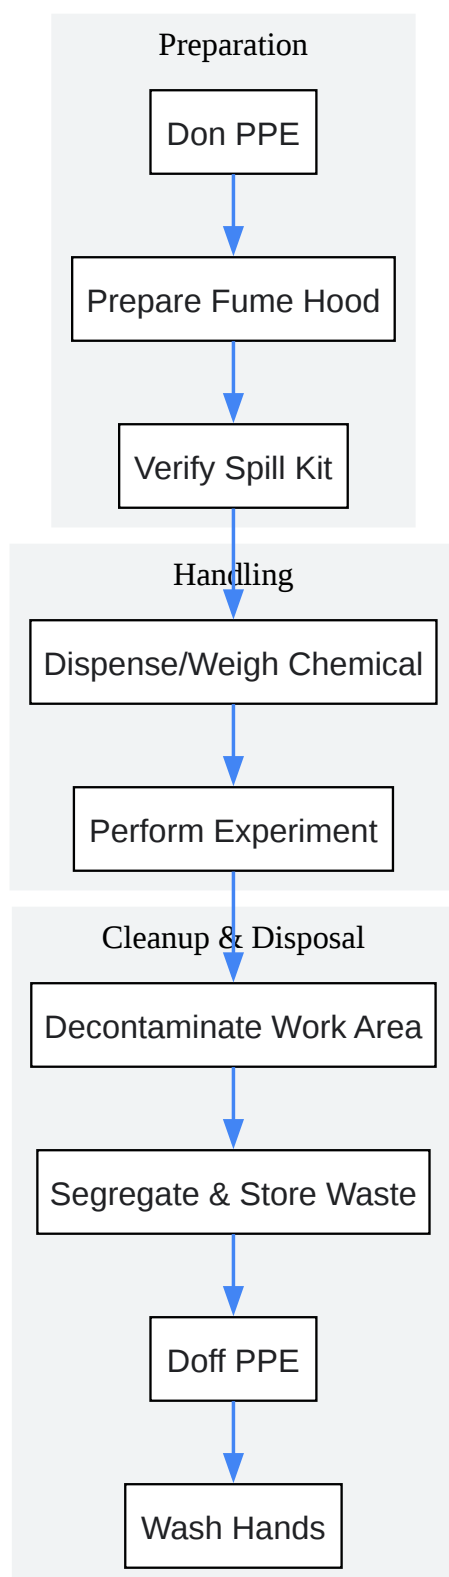 Preparation
Don PPE
Prepare Fume Hood
Verify Spill Kit
Handling
Dispense/Weigh Chemical
Perform Experiment
Cleanup & Disposal
Decontaminate Work Area
Segregate & Store Waste
Doff PPE
Wash Hands